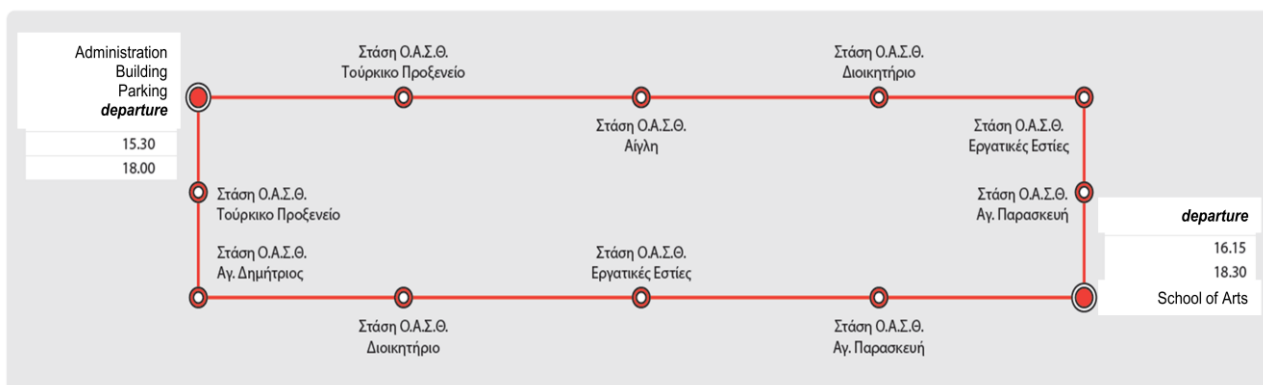 Administration
Building
Parking
departure
15.30
18.00
Στάση Ο.Α.Σ.Θ.
Τούρκικο Προξενείο
Στάση Ο.Α.Σ.Θ.
Αίγλη
Στάση Ο.Α.Σ.Θ.
Διοικητήριο
Στάση Ο.Α.Σ.Θ.
Εργατικές Εστίες
Στάση Ο.Α.Σ.Θ.
Αγ. Παρασκευή
departure
16.15
18.30
School of Arts
Στάση Ο.Α.Σ.Θ.
Τούρκικο Προξενείο
Στάση Ο.Α.Σ.Θ.
Αγ. Δημήτριος
Στάση Ο.Α.Σ.Θ.
Διοικητήριο
Στάση Ο.Α.Σ.Θ.
Εργατικές Εστίες
Στάση Ο.Α.Σ.Θ.
Αγ. Παρασκευή